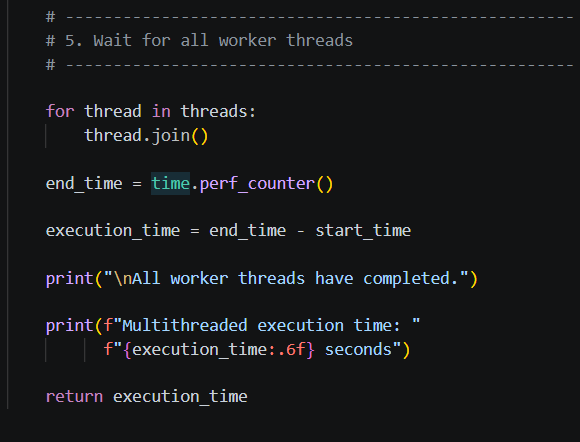 # ----------------------------------------------------
# 5. Wait for all worker threads
# ----------------------------------------------------
for thread in threads:
thread.join()
end_time = time.perf_counter()
execution_time = end_time - start_time
print("\nAll worker threads have completed.")
print(f"Multithreaded execution time: "
f"{execution_time:.6f} seconds")
return execution_time